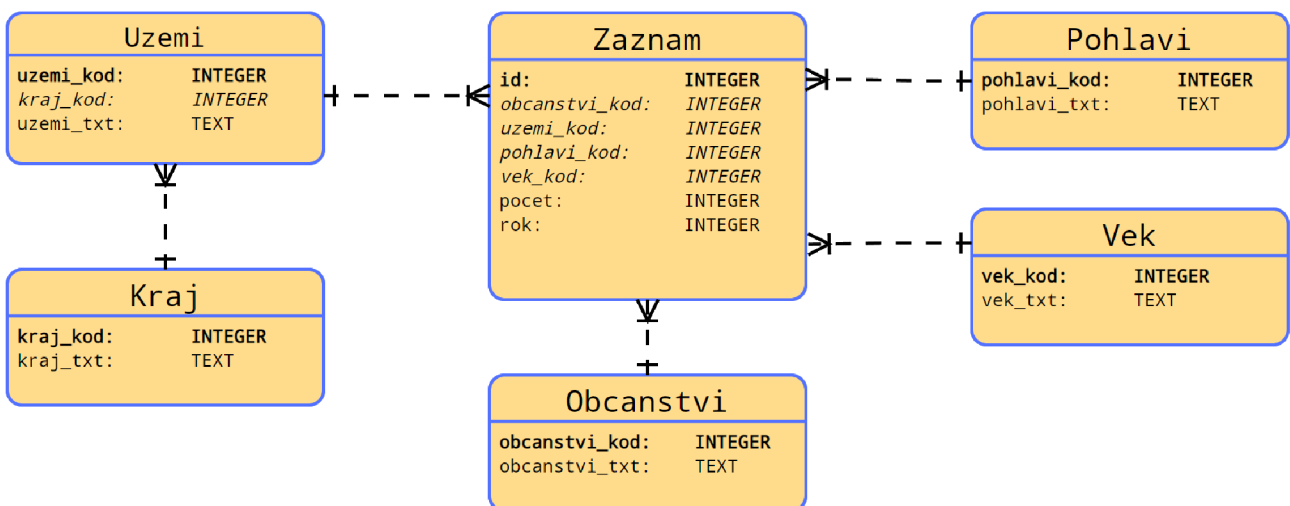 Uzemi
uzemi_kod: INTEGER
kraj_kod: INTEGER
uzemi_txt: TEXT
Zaznam
id: INTEGER
obcanstvi_kod: INTEGER
uzemi_kod: INTEGER
pohlavi_kod: INTEGER
vek_kod: INTEGER
pocet: INTEGER
rok: INTEGER
Pohlavi
pohlavi_kod: INTEGER
pohlavi_txt: TEXT
Vek
vek_kod: INTEGER
vek_txt: TEXT
Kraj
kraj_kod: INTEGER
kraj_txt: TEXT
Obcanstvi
obcanstvi_kod: INTEGER
obcanstvi_txt: TEXT